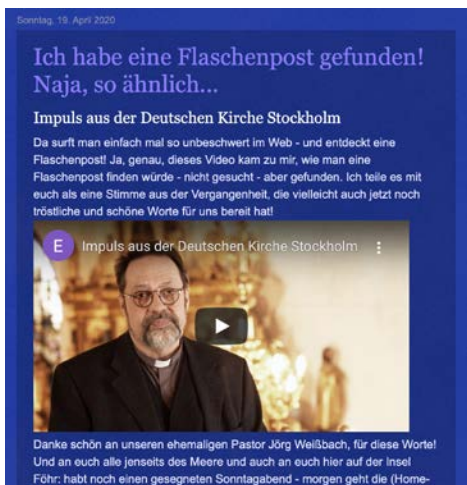 Sonntag, 19. April 2020
Ich habe eine Flaschenpost gefunden!
Naja, so ähnlich...
Impuls aus der Deutschen Kirche Stockholm
Da surft man einfach mal so unbeschwert im Web - und entdeckt eine
Flaschenpost! Ja, genau, dieses Video kam zu mir, wie man eine
Flaschenpost finden würde - nicht gesucht - aber gefunden. Ich teile es mit
euch als eine Stimme aus der Vergangenheit, die vielleicht auch jetzt noch
tröstliche und schöne Worte für uns bereit hat!
E Impuls aus der Deutschen Kirche Stockholm
Danke schön an unseren ehemaligen Pastor Jörg Weißbach, für diese Worte!
Und an euch alle jenseits des Meere und auch an euch hier auf der Insel
Föhr: habt noch einen gesegneten Sonntagabend - morgen geht die (Home-